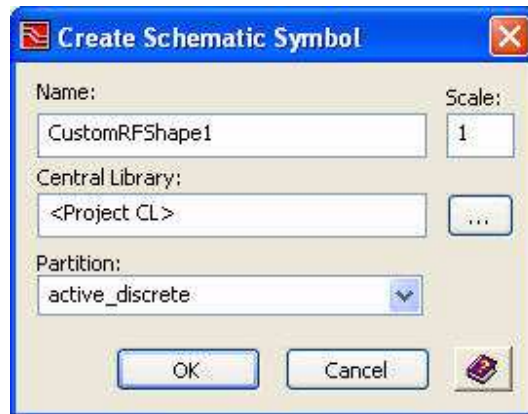 Create Schematic Symbol
Name:
Scale:
CustomRFShape1
1
Central Library:
<Project CL>
...
Partition:
active_discrete
OK
Cancel
?